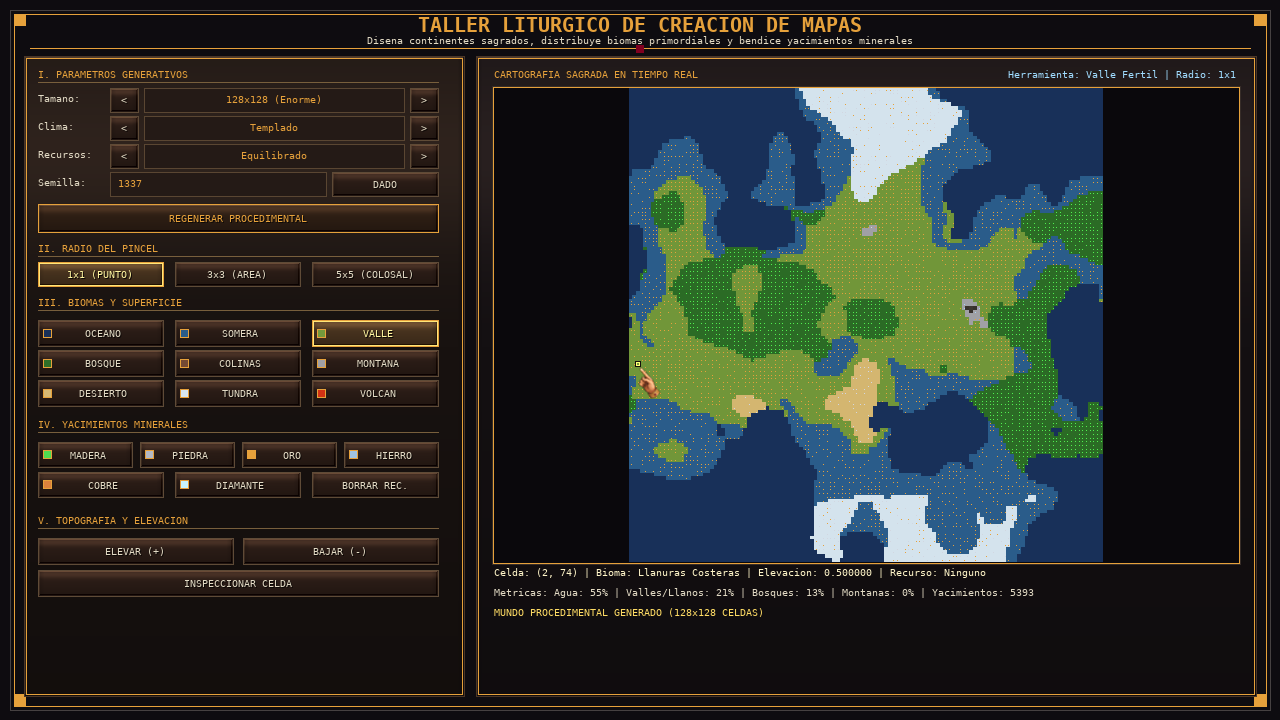 TALLER LITURGICO DE CREACION DE MAPAS
Disena continentes sagrados, distribuye biomas primordiales y bendice yacimientos minerales
I. PARAMETROS GENERATIVOS
Tamano: < 128x128 (Enorme) >
Clima: < Templado >
Recursos: < Equilibrado >
Semilla: 1337 DADO
REGENERAR PROCEDIMENTAL
II. RADIO DEL PINCEL
1x1 (PUNTO) 3x3 (AREA) 5x5 (COLOSAL)
III. BIOMAS Y SUPERFICIE
OCEANO SOMERA VALLE
BOSQUE COLINAS MONTANA
DESIERTO TUNDRA VOLCAN
IV. YACIMIENTOS MINERALES
MADERA PIEDRA ORO HIERRO
COBRE DIAMANTE BORRAR REC.
V. TOPOGRAFIA Y ELEVACION
ELEVAR (+) BAJAR (-)
INSPECCIONAR CELDA
CARTOGRAFIA SAGRADA EN TIEMPO REAL Herramienta: Valle Fertil | Radio: 1x1
Celda: (2, 74) | Bioma: Llanuras Costeras | Elevacion: 0.500000 | Recurso: Ninguno
Metricas: Agua: 55% | Valles/Llanos: 21% | Bosques: 13% | Montanas: 0% | Yacimientos: 5393
MUNDO PROCEDIMENTAL GENERADO (128x128 CELDAS)